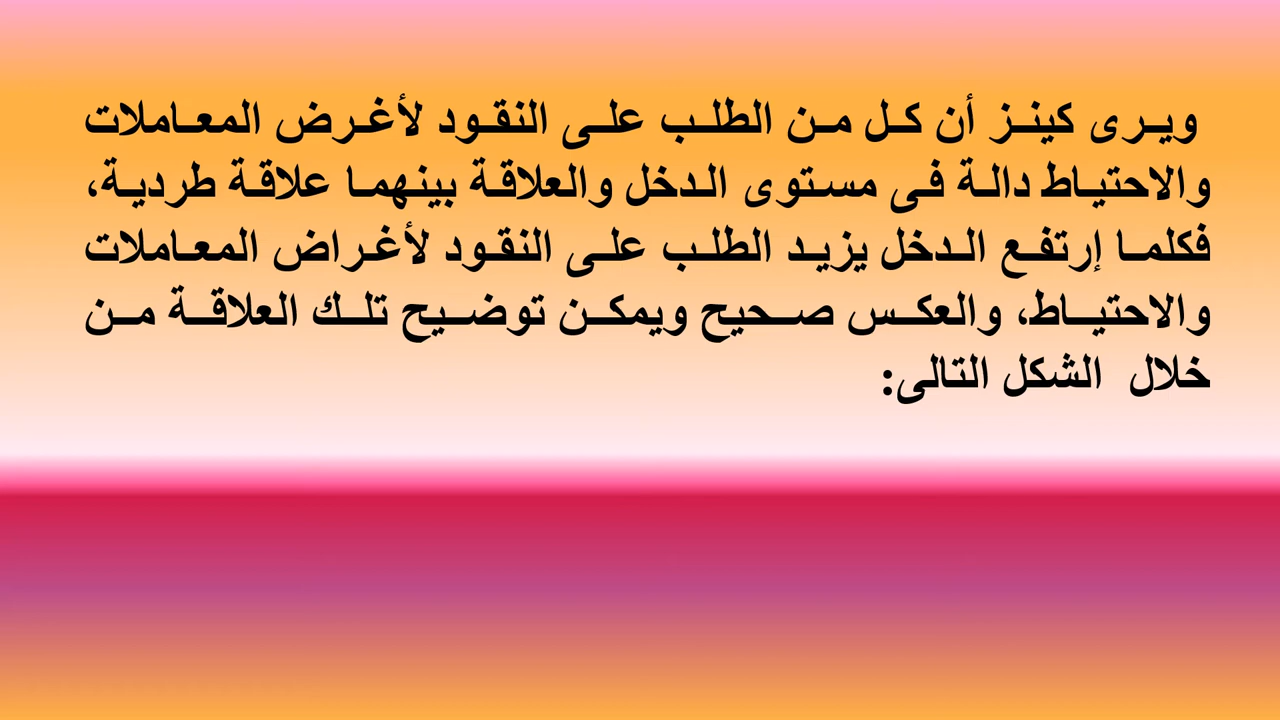 ويرى كينز أن كل من الطلب على النقود لأغرض المعاملات
والاحتياط دالة فى مستوى الدخل والعلاقة بينهما علاقة طردية،
فكلما إرتفع الدخل يزيد الطلب على النقود لأغراض المعاملات
والاحتياط، والعكس صحيح ويمكن توضيح تلك العلاقة من
خلال الشكل التالى: